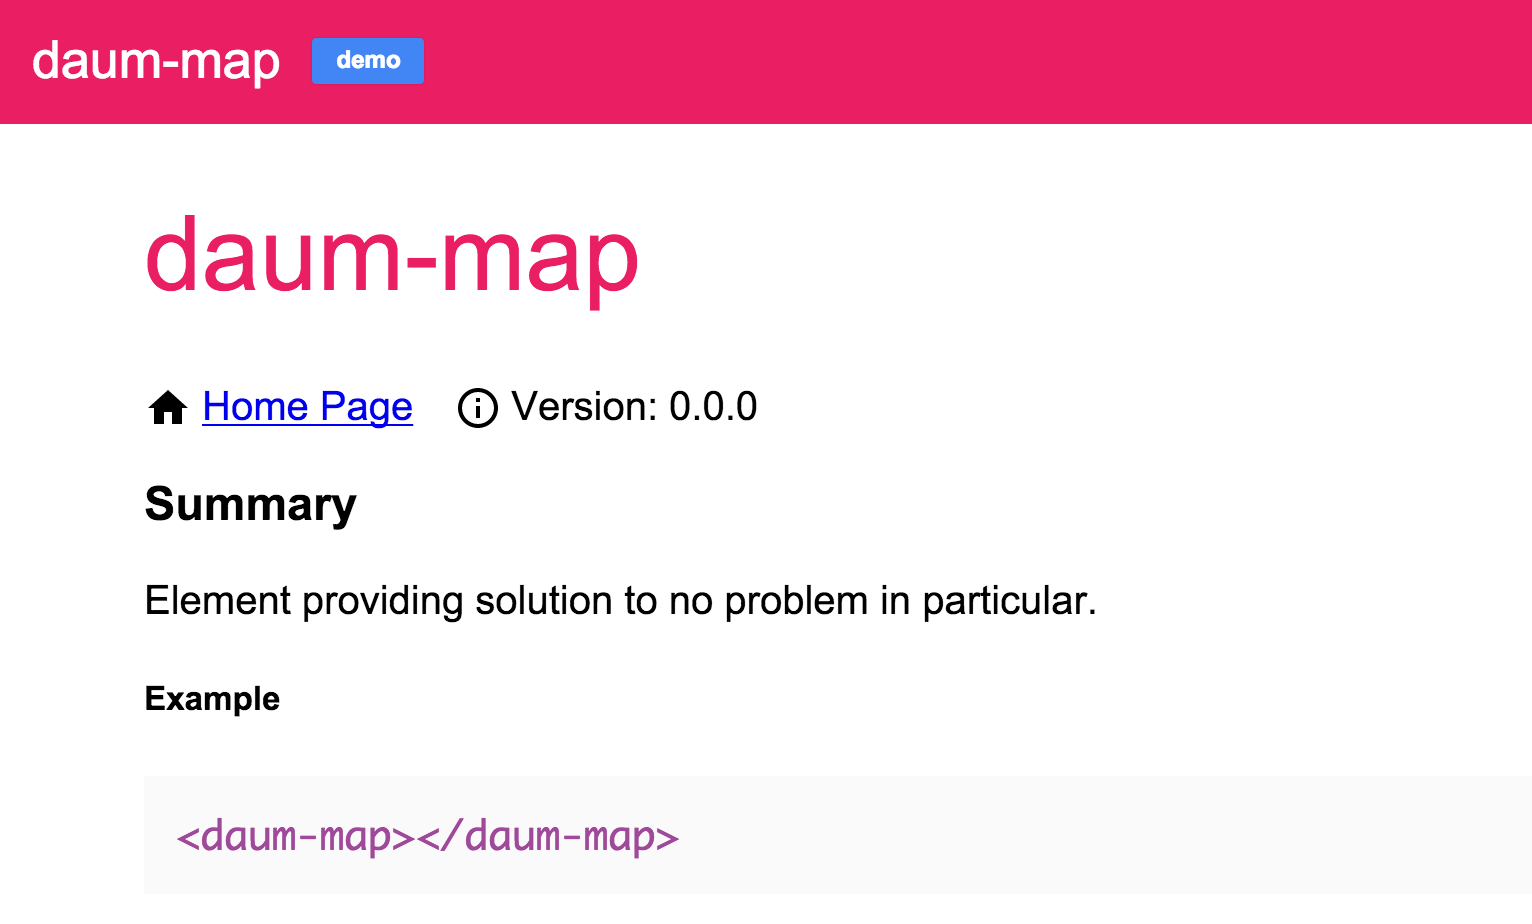 daum-map demo
daum-map
Home Page Version: 0.0.0
Summary
Element providing solution to no problem in particular.
Example
<daum-map></daum-map>